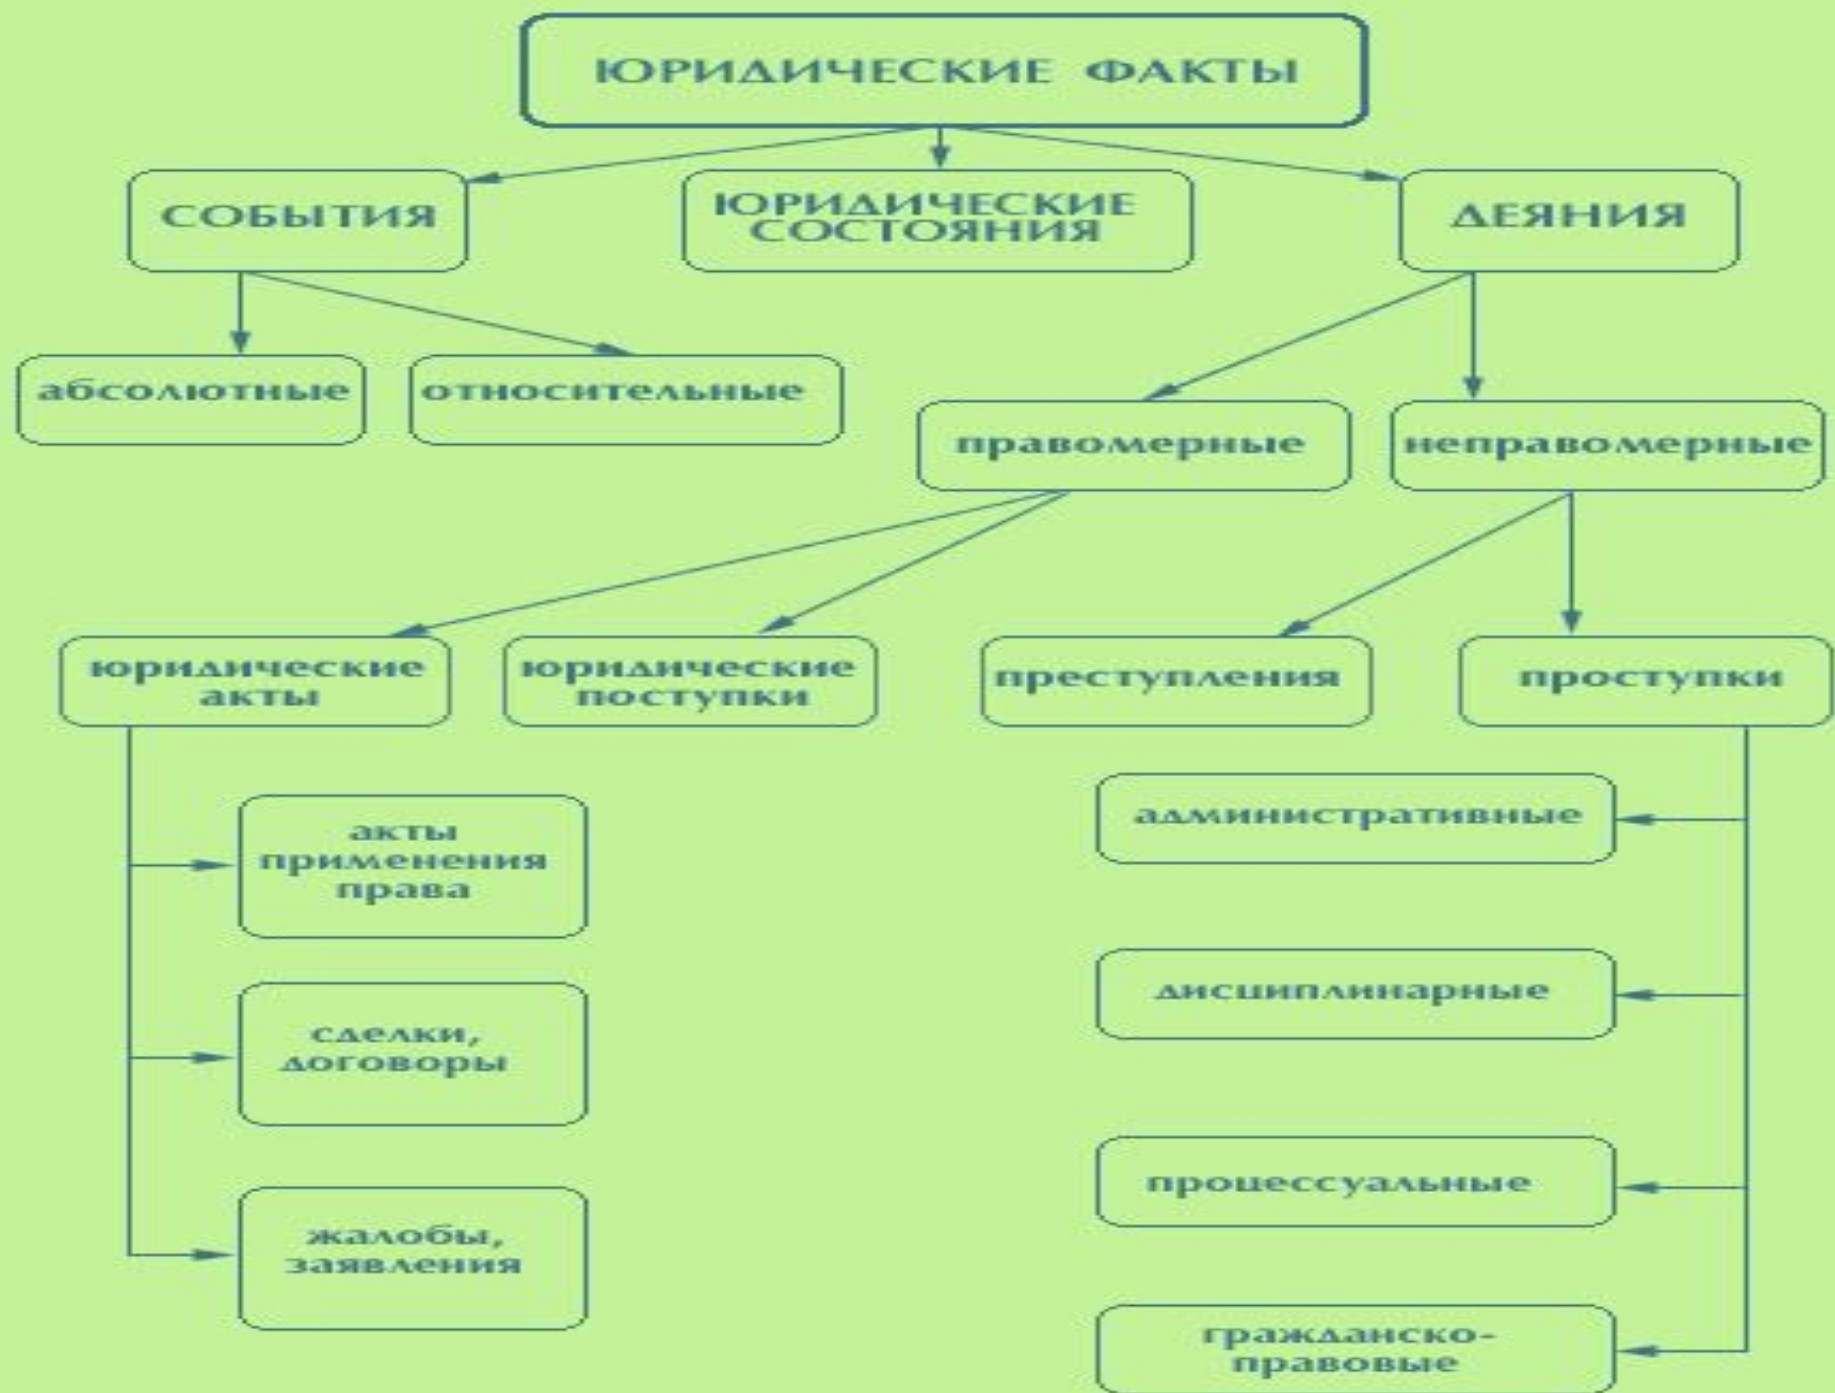 ЮРИДИЧЕСКИЕ ФАКТЫ
СОБЫТИЯ
ЮРИДИЧЕСКИЕ
СОСТОЯНИЯ
ДЕЯНИЯ
абсолютные
относительные
правомерные
неправомерные
юридические
акты
юридические
поступки
преступления
проступки
акты
применения
права
сделки,
договоры
жалобы,
заявления
административные
дисциплинарные
процессуальные
гражданско-
правовые